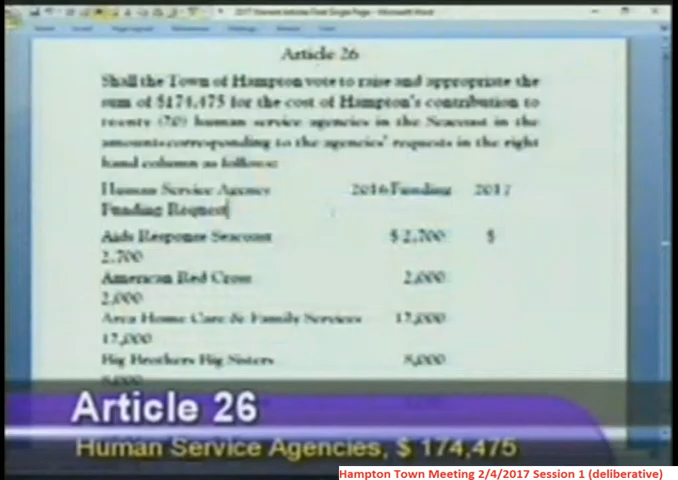 Article 26
Shall the Town of Hampton vote to raise and appropriate the
sum of $174,475 for the cost of Hampton's contribution to
twenty (20) human service agencies in the Seacoast in the
amounts corresponding to the agencies' requests in the right
hand column as follows:
Human Service Agency 2016 Funding 2017
Funding Request
Aids Response Seacoast $ 2,700 $
2,700
American Red Cross 2,000
2,000
Area Home Care & Family Services 17,000
17,000
Big Brothers Big Sisters 8,000
8,000
Article 26
Human Service Agencies, $ 174,475
Hampton Town Meeting 2/4/2017 Session 1 (deliberative)